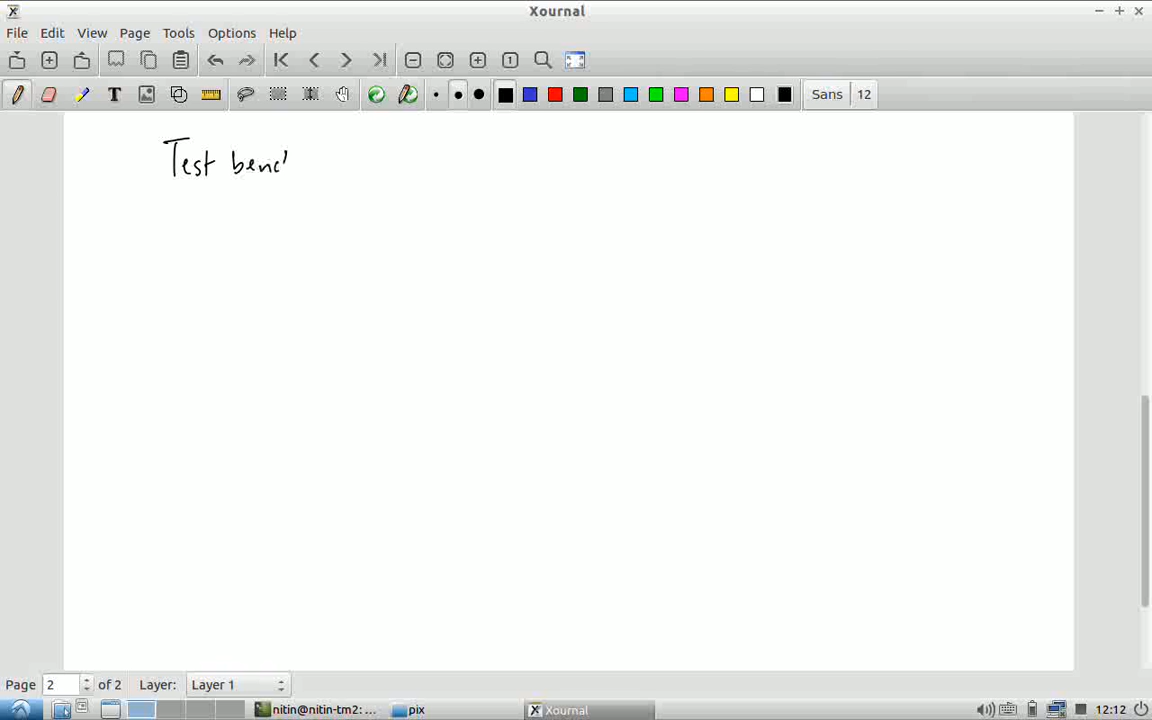 Xournal
File Edit View Page Tools Options Help
Sans 12
Test benc
Page 2 of 2 Layer: Layer 1
nitin@nitin-tm2: ... pix Xournal 12:12